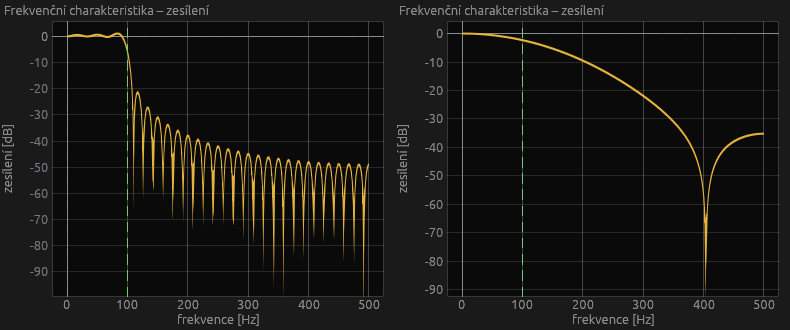 Frekvenční charakteristika – zesílení
zesílení [dB]
0
-10
-20
-30
-40
-50
-60
-70
-80
-90
0 100 200 300 400 500
frekvence [Hz]
Frekvenční charakteristika – zesílení
zesílení [dB]
0
-10
-20
-30
-40
-50
-60
-70
-80
-90
0 100 200 300 400 500
frekvence [Hz]